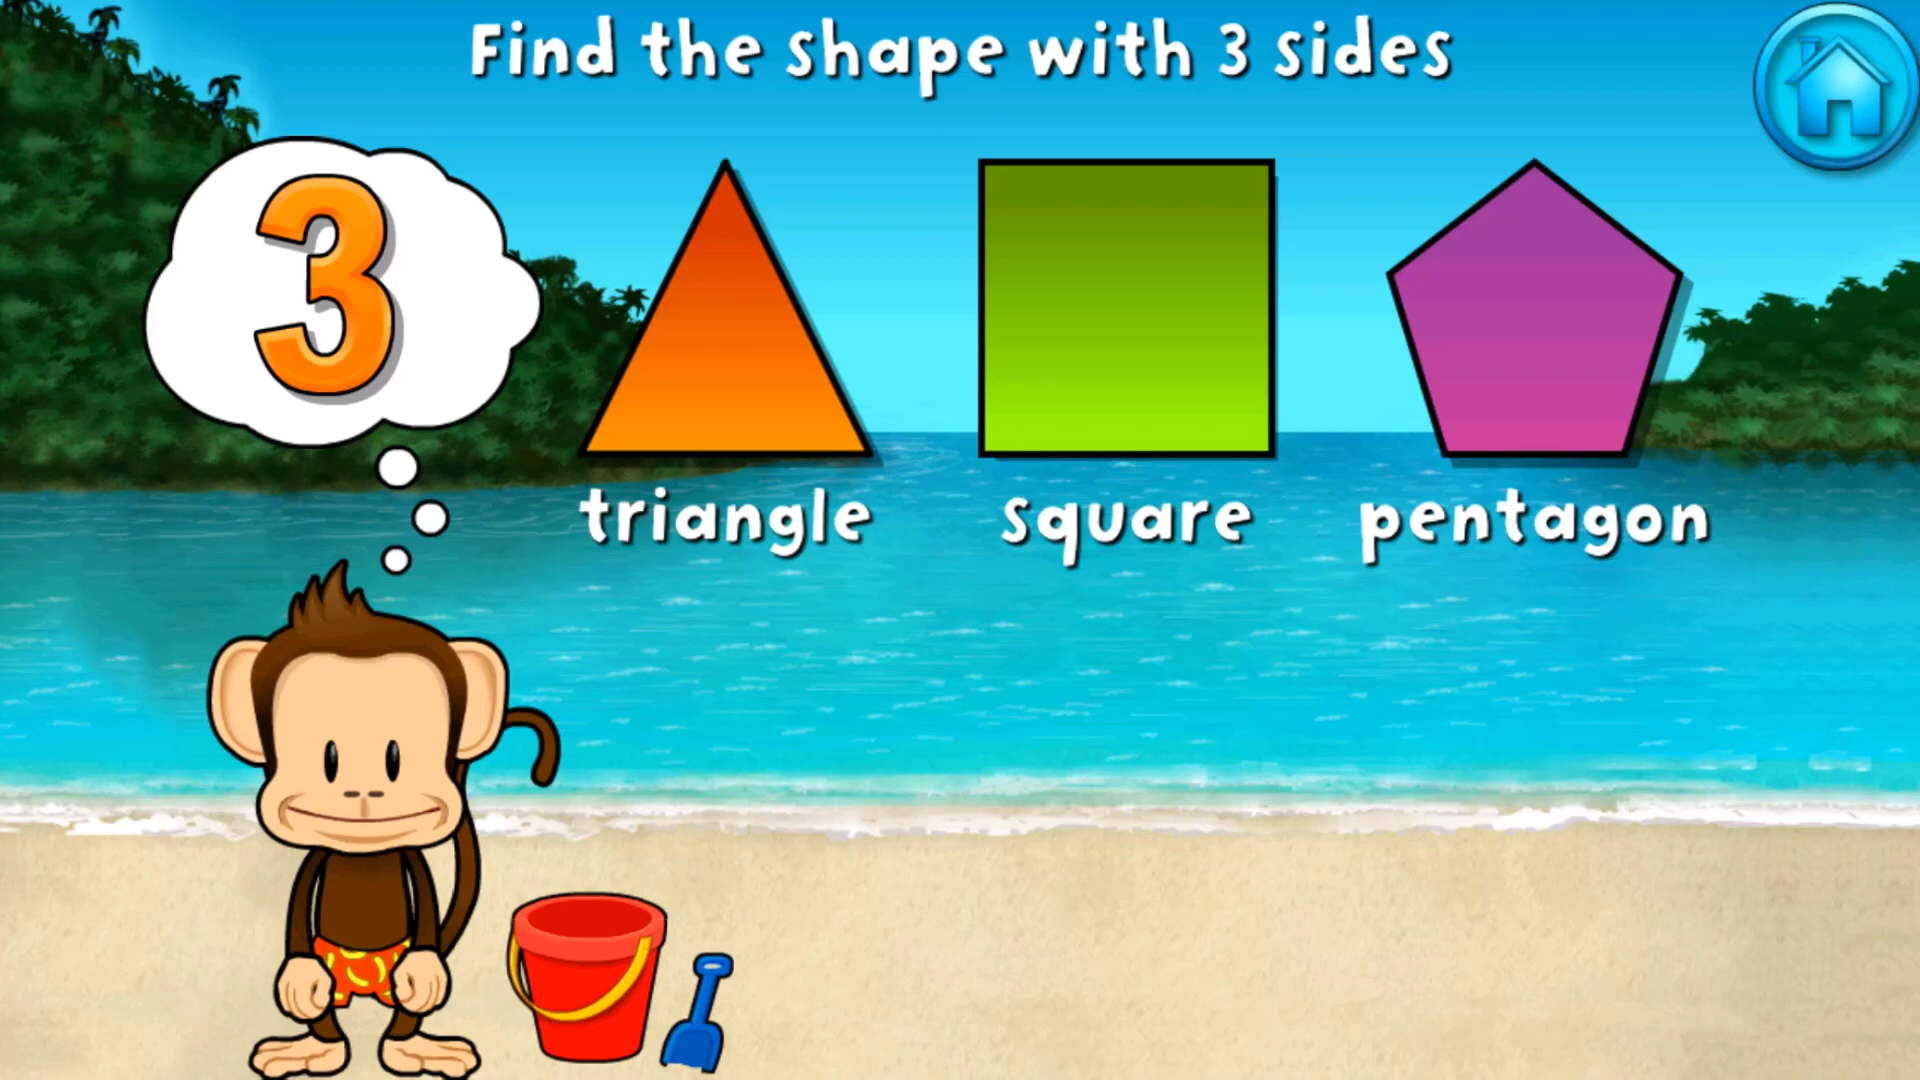 Find the shape with 3 sides
3
triangle
square
pentagon